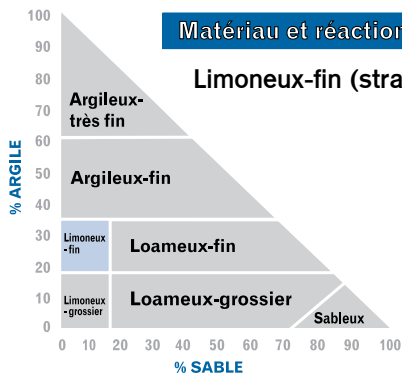 Matériau et réaction
Limoneux-fin (stra
% ARGILE
100
90
80
70
60
50
40
30
20
10
0
Argileux-
très fin
Argileux-fin
Limoneux
-fin
Loameux-fin
Limoneux
-grossier
Loameux-grossier
Sableux
0 10 20 30 40 50 60 70 80 90 100
% SABLE